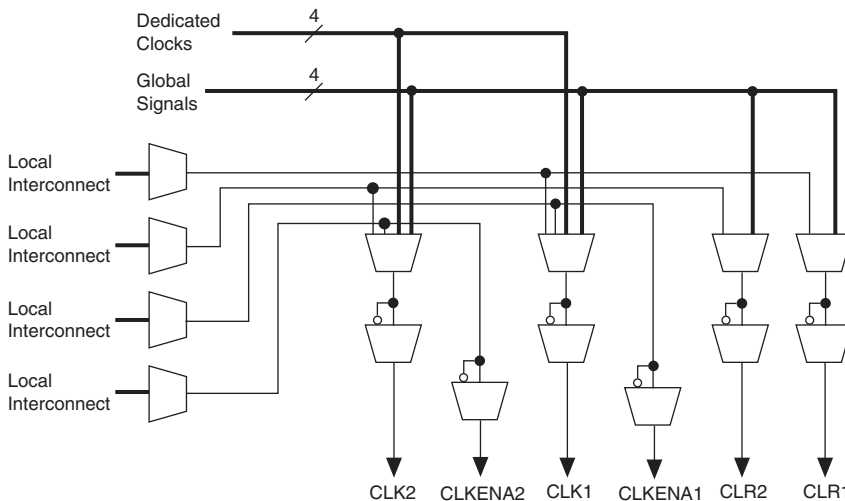 Dedicated
Clocks
4
Global
Signals
4
Local
Interconnect
Local
Interconnect
Local
Interconnect
Local
Interconnect
CLK2
CLKENA2
CLK1
CLKENA1
CLR2
CLR1